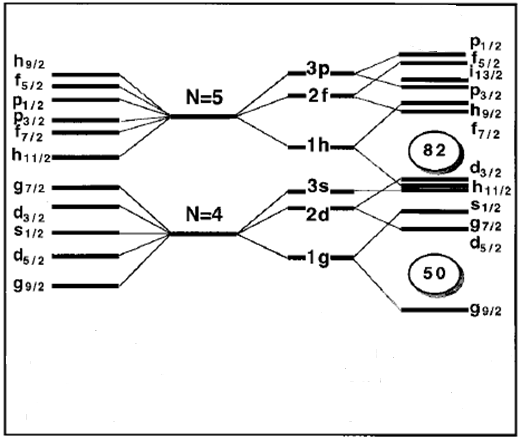 h9/2
f5/2
p1/2
p3/2
f7/2
h11/2
g7/2
d3/2
s1/2
d5/2
g9/2
N=5
N=4
3p
2f
1h
3s
2d
1g
p1/2
f5/2
i13/2
p3/2
h9/2
f7/2
82
d3/2
h11/2
s1/2
g7/2
d5/2
50
g9/2